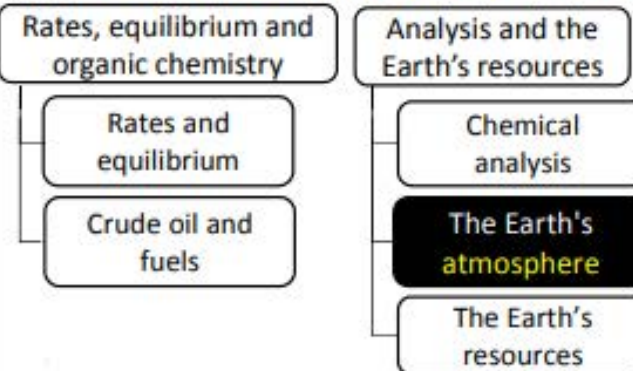 Rates, equilibrium and
organic chemistry
Rates and
equilibrium
Crude oil and
fuels
Analysis and the
Earth’s resources
Chemical
analysis
The Earth's
atmosphere
The Earth’s
resources